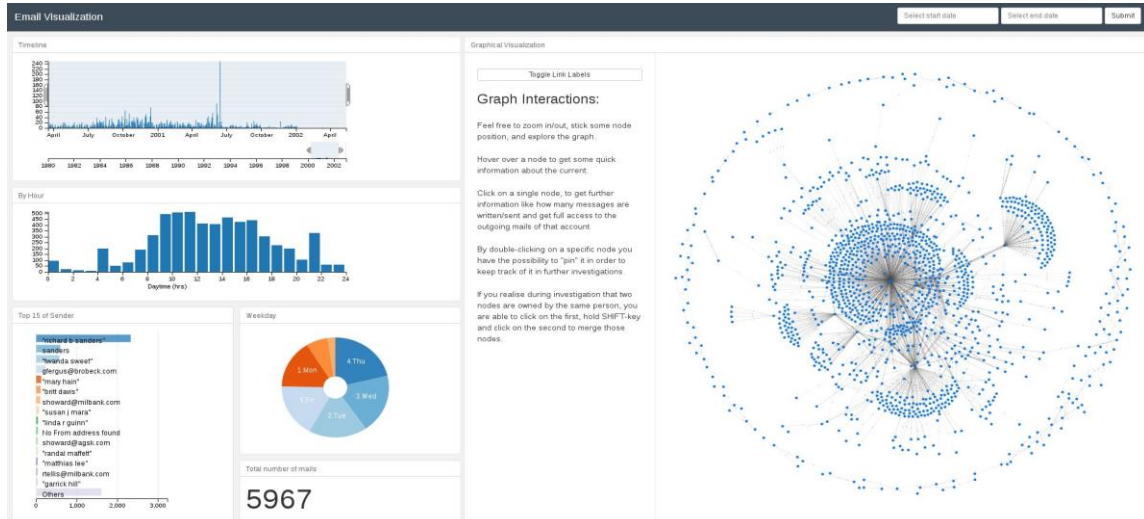 Email Visualization
Select start date
Select end date
Submit
Timeline
240
220
200
180
160
140
120
100
80
60
40
20
0
April July October 2001 April July October 2002 April
1980 1982 1984 1986 1988 1990 1992 1994 1996 1998 2000 2002
By Hour
500
450
400
350
300
250
200
150
100
50
0
0 2 4 6 8 10 12 14 16 18 20 22 24
Daytime (hrs)
Top 15 of Sender
"richard b sanders"
sanders
"twanda sweet"
gfergus@brobeck.com
"mary hain"
"britt davis"
showard@milbank.com
"susan j mara"
"linda r guinn"
No From address found
showard@agsk.com
"randal maffett"
"matthias lee"
rtellis@milbank.com
"garrick hill"
Others
0 1,000 2,000 3,000
Weekday
4.Thu
3.Wed
2.Tue
5.Fri
1.Mon
Total number of mails
5967
Graphical Visualization
Toggle Link Labels
Graph Interactions:
Feel free to zoom in/out, stick some node
position, and explore the graph.
Hover over a node to get some quick
information about the current.
Click on a single node, to get further
information like how many messages are
written/sent and get full access to the
outgoing mails of that account
By double-clicking on a specific node you
have the possibility to "pin" it in order to
keep track of it in further investigations.
If you realise during investigation that two
nodes are owned by the same person, you
are able to click on the first, hold SHIFT-key
and click on the second to merge those
nodes.